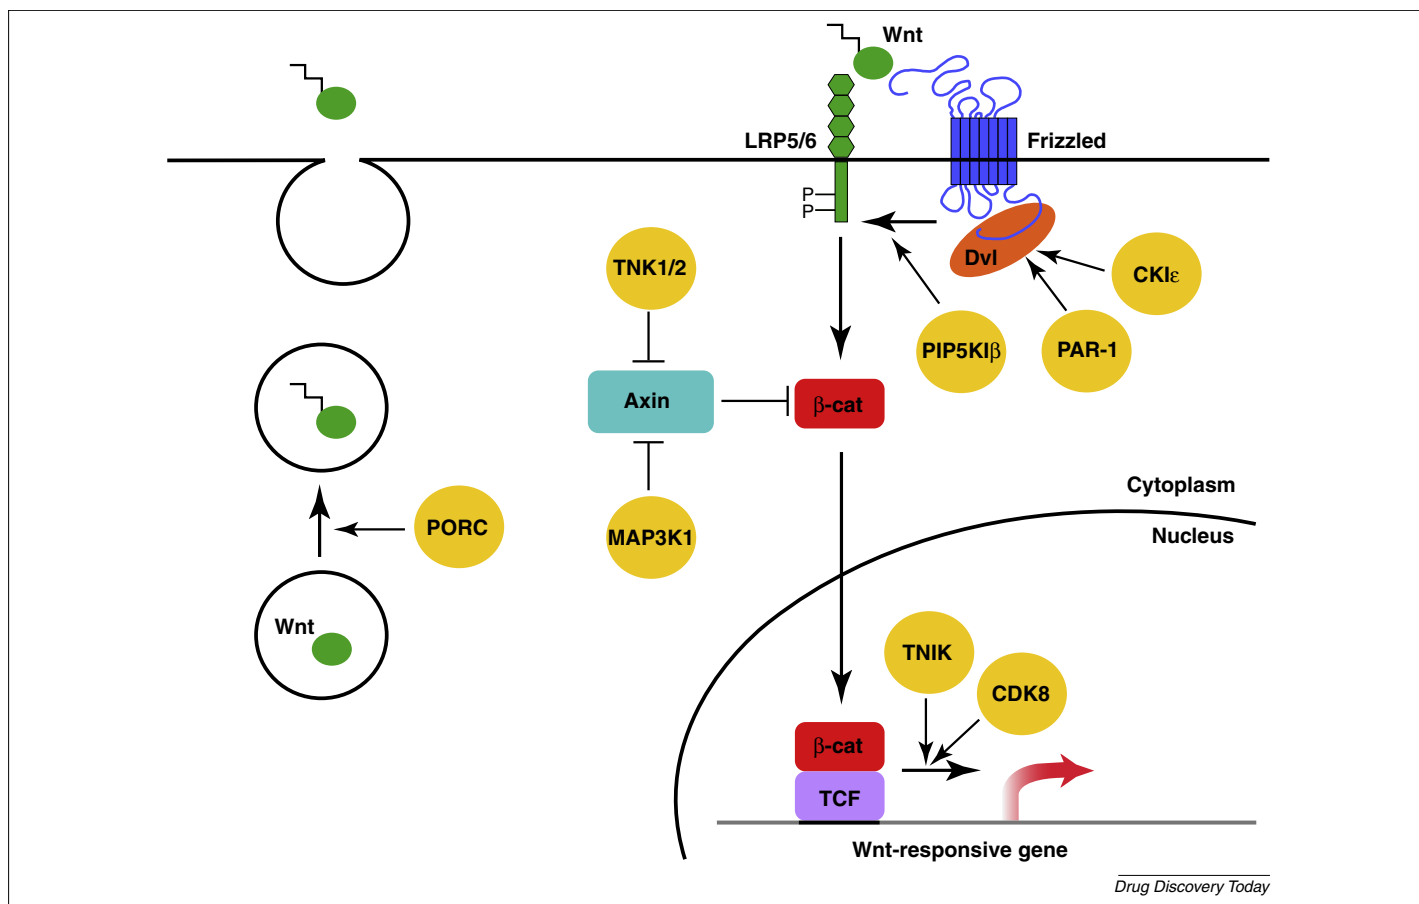 Wnt
LRP5/6
Frizzled
P
P
Dvl
TNK1/2
CKIε
PIP5KIβ
PAR-1
Axin
β-cat
Cytoplasm
PORC
MAP3K1
Nucleus
Wnt
TNIK
CDK8
β-cat
TCF
Wnt-responsive gene
Drug Discovery Today